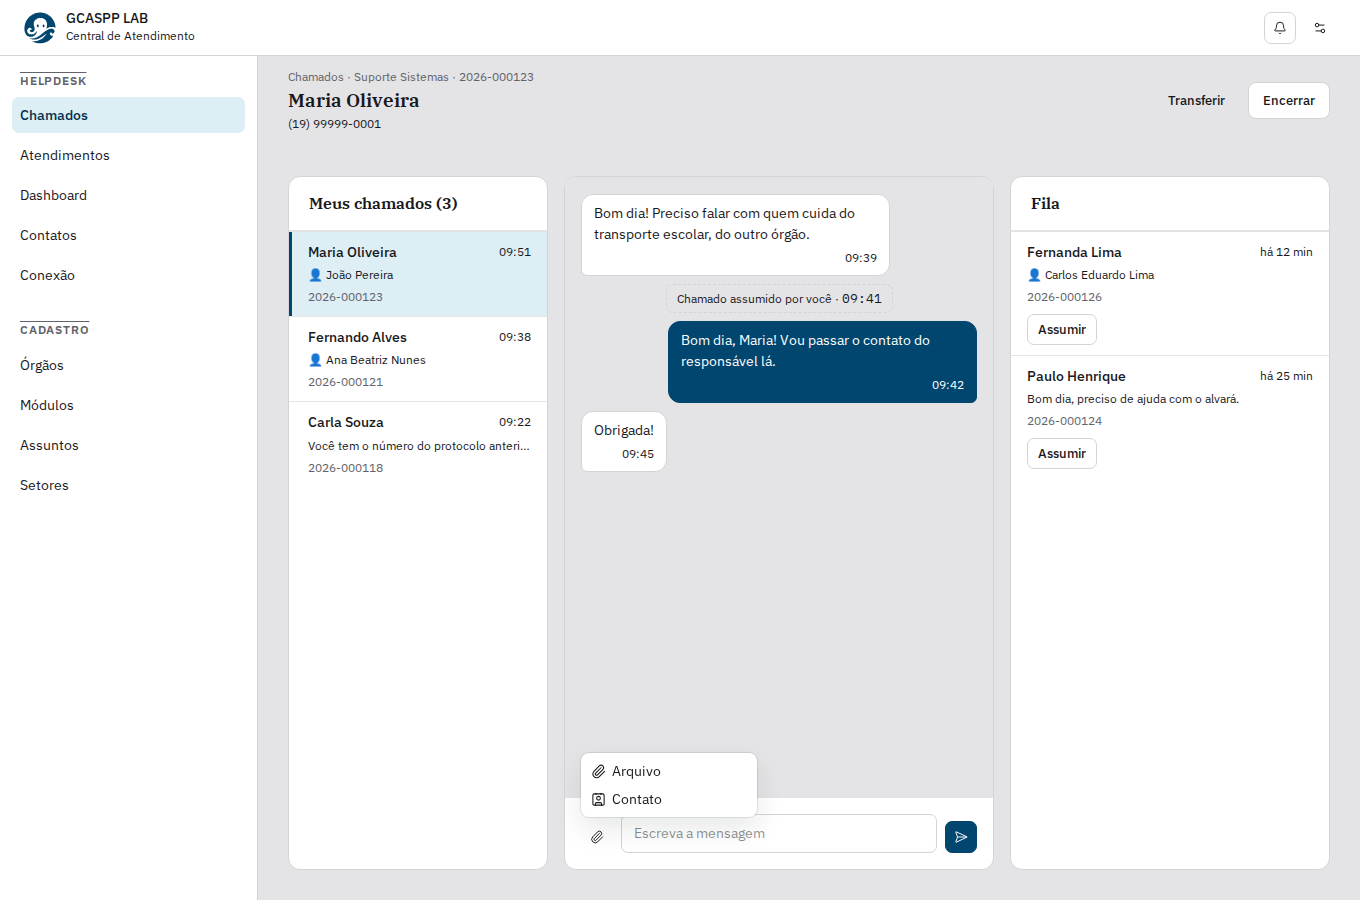 GCASPP LAB
Central de Atendimento
HELPDESK
Chamados
Atendimentos
Dashboard
Contatos
Conexão
CADASTRO
Órgãos
Módulos
Assuntos
Setores
Chamados · Suporte Sistemas · 2026-000123
Maria Oliveira
(19) 99999-0001
Transferir
Encerrar
Meus chamados (3)
Maria Oliveira 09:51
João Pereira
2026-000123
Fernando Alves 09:38
Ana Beatriz Nunes
2026-000121
Carla Souza 09:22
Você tem o número do protocolo anteri...
2026-000118
Bom dia! Preciso falar com quem cuida do
transporte escolar, do outro órgão.
09:39
Chamado assumido por você · 09:41
Bom dia, Maria! Vou passar o contato do
responsável lá.
09:42
Obrigada!
09:45
Arquivo
Contato
Escreva a mensagem
Fila
Fernanda Lima há 12 min
Carlos Eduardo Lima
2026-000126
Assumir
Paulo Henrique há 25 min
Bom dia, preciso de ajuda com o alvará.
2026-000124
Assumir